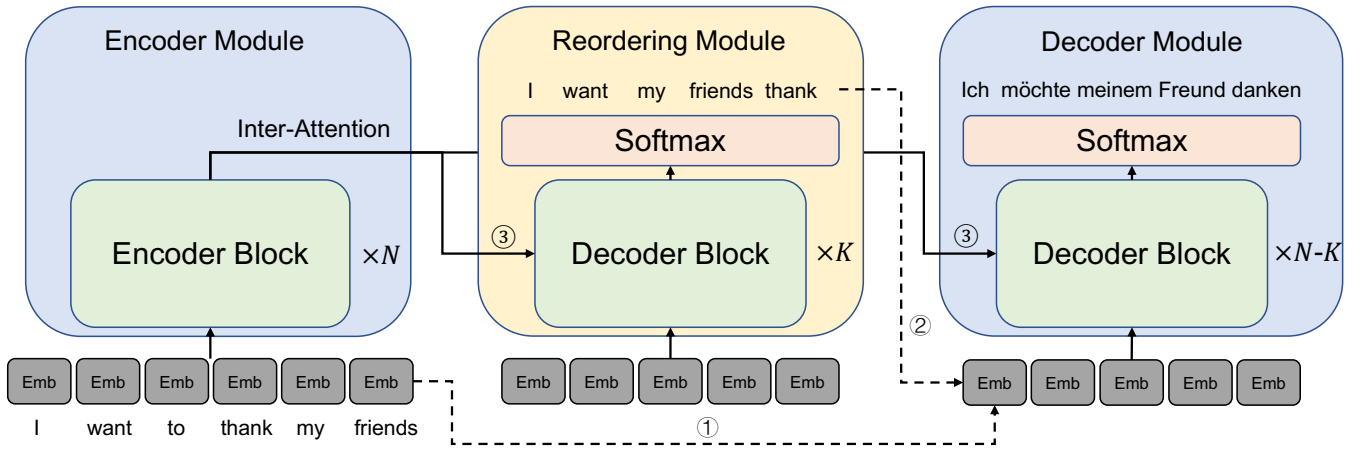 Encoder Module
Inter-Attention
Encoder Block
×N
Emb Emb Emb Emb Emb Emb
I want to thank my friends
Reordering Module
I want my friends thank
Softmax
③
Decoder Block
×K
Emb Emb Emb Emb Emb
①
②
Decoder Module
Ich möchte meinem Freund danken
Softmax
③
Decoder Block
×N-K
Emb Emb Emb Emb Emb